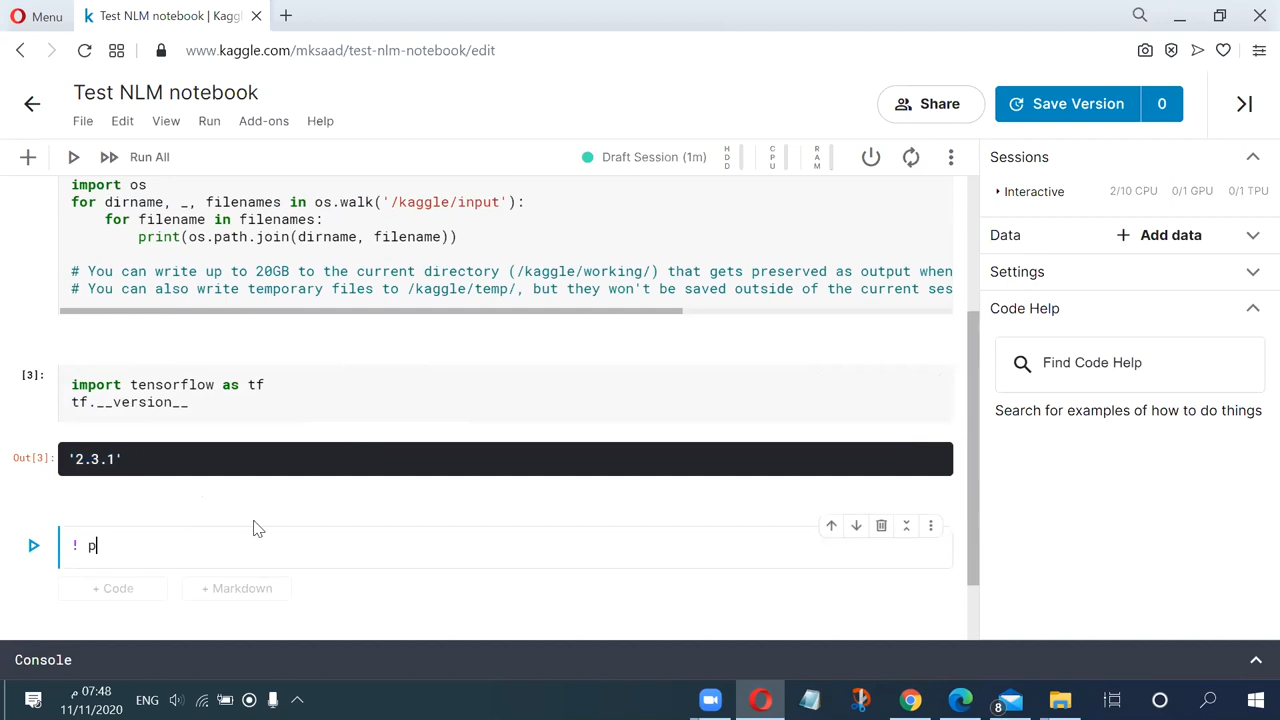 Menu
Test NLM notebook | Kaggl
www.kaggle.com/mksaad/test-nlm-notebook/edit
Test NLM notebook
File Edit View Run Add-ons Help
Share
Save Version 0
Run All
Draft Session (1m)
HDD
CPU
RAM
import os
for dirname, _, filenames in os.walk('/kaggle/input'):
for filename in filenames:
print(os.path.join(dirname, filename))
# You can write up to 20GB to the current directory (/kaggle/working/) that gets preserved as output when
# You can also write temporary files to /kaggle/temp/, but they won't be saved outside of the current ses
[3]:
import tensorflow as tf
tf.__version__
Out[3]:
'2.3.1'
! p
+ Code + Markdown
Console
Sessions
Interactive 2/10 CPU 0/1 GPU 0/1 TPU
Data + Add data
Settings
Code Help
Find Code Help
Search for examples of how to do things
07:48 م
11/11/2020
ENG
8